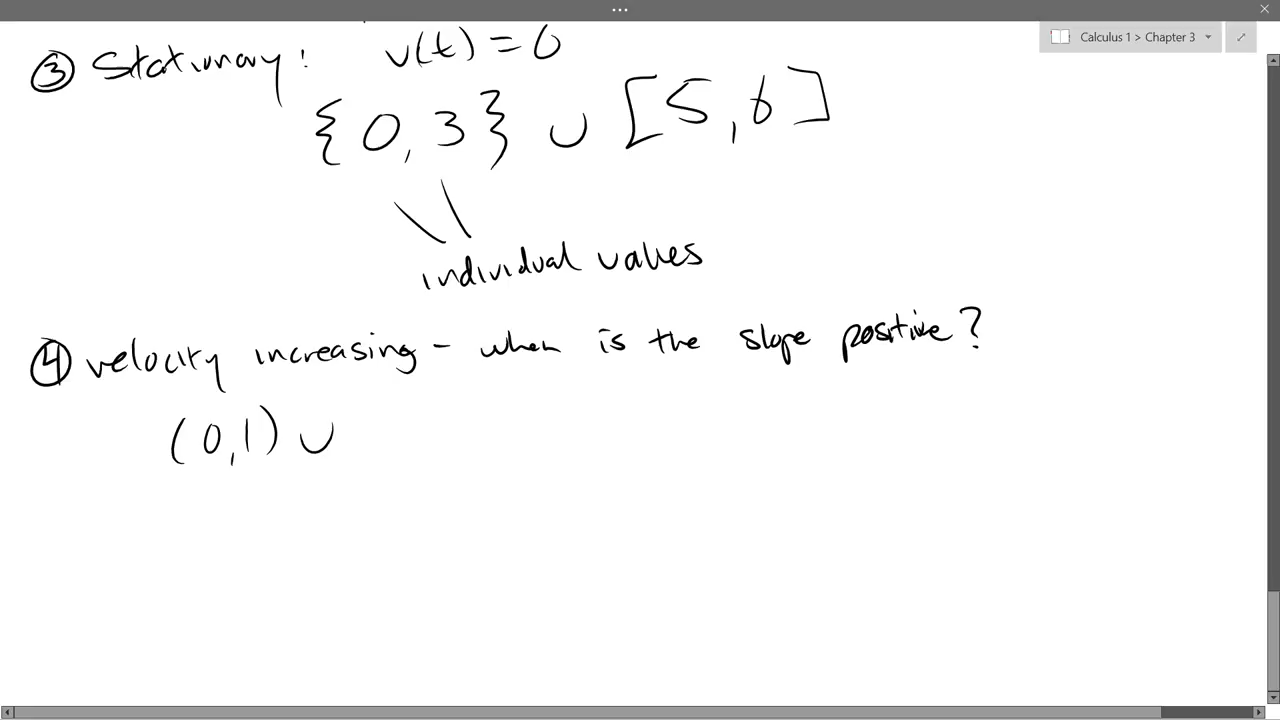 Calculus 1 > Chapter 3
③ Stationary: v(t) = 0
{0,3} ∪ [5,6]
individual values
④ velocity increasing - when is the slope positive?
(0,1) ∪